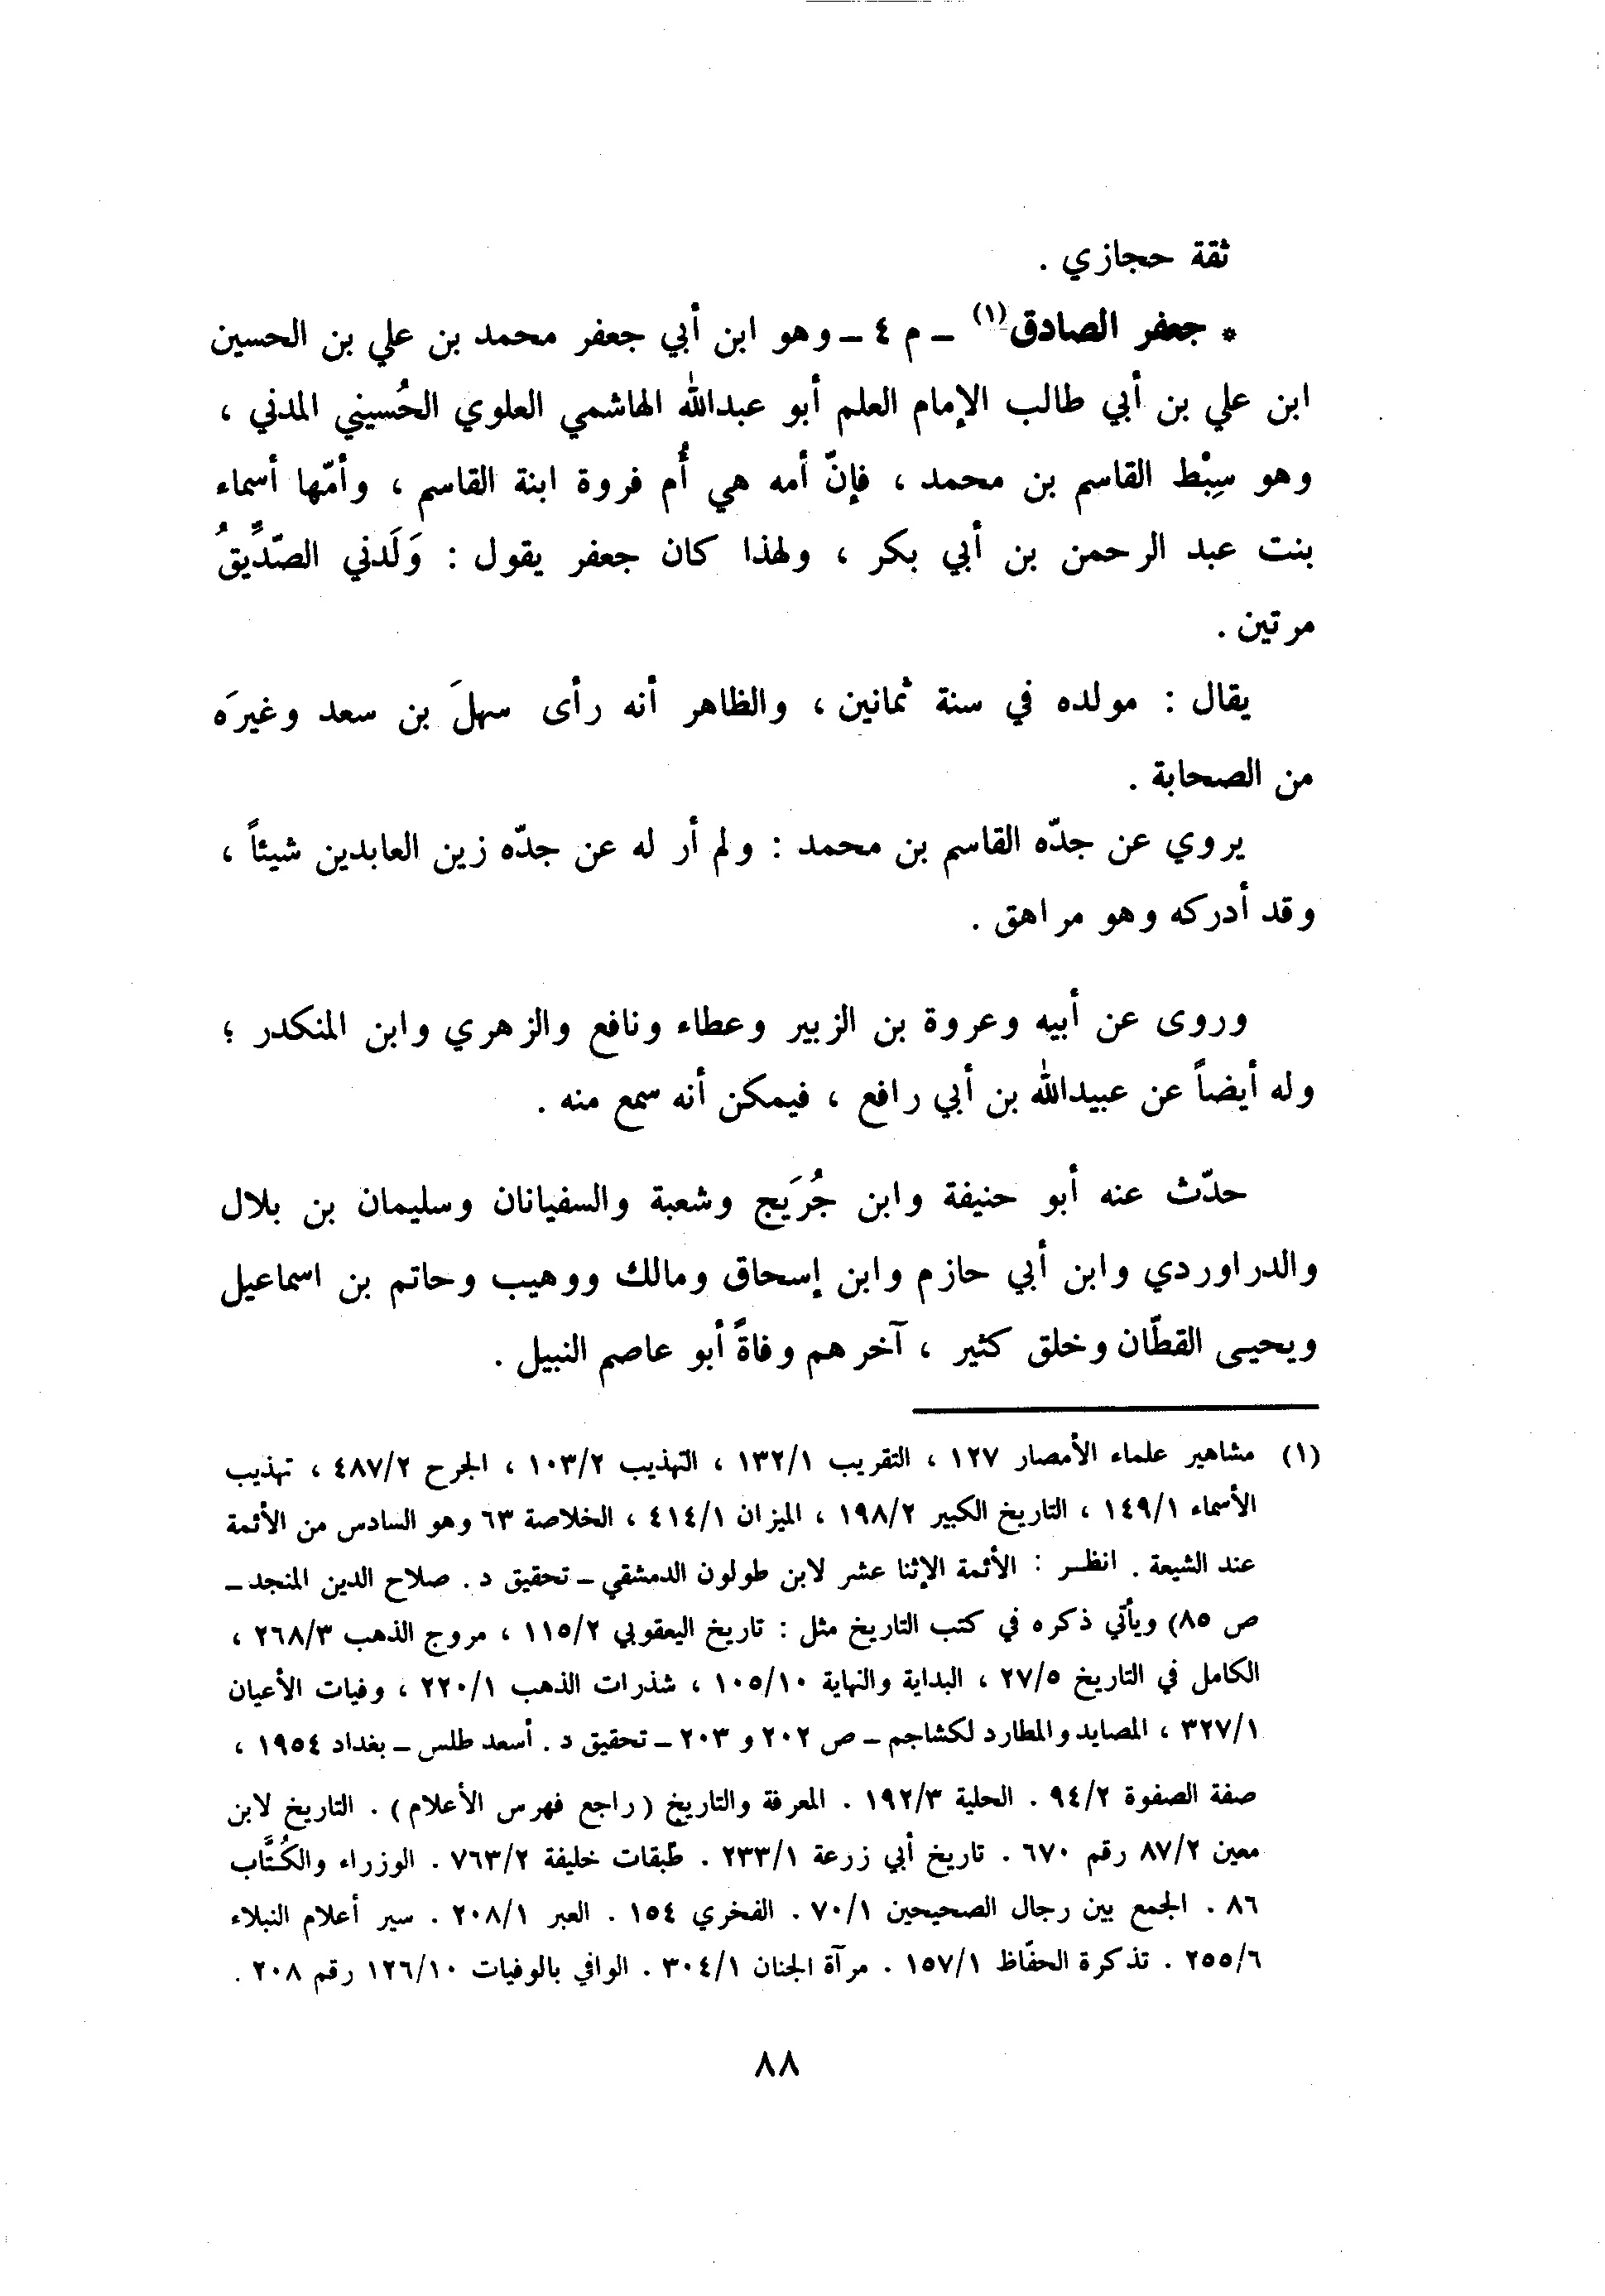 ثقة حجازي .
* جعفر الصادق(١) ـ م ٤ ـ وهو ابن أبي جعفر محمد بن علي بن الحسين
ابن علي بن أبي طالب الإمام العلم أبو عبدالله الهاشمي العلوي الحُسيني المدني ،
وهو سِبْط القاسم بن محمد ، فإنّ أمه هي أُم فروة ابنة القاسم ، وأمّها أسماء
بنت عبد الرحمن بن أبي بكر ، ولهذا كان جعفر يقول : وَلَدني الصّدِّيقُ
مرتين .
يقال : مولده في سنة ثمانين ، والظاهر أنه رأى سهلَ بن سعد وغيرَه
من الصحابة .
يروي عن جدّه القاسم بن محمد : ولم أر له عن جدّه زين العابدين شيئاً ،
وقد أدركه وهو مراهق .
وروى عن أبيه وعروة بن الزبير وعطاء ونافع والزهري وابن المنكدر ؛
وله أيضاً عن عبيدالله بن أبي رافع ، فيمكن أنه سمع منه .
حدّث عنه أبو حنيفة وابن جُرَيج وشعبة والسفيانان وسليمان بن بلال
والدراوردي وابن أبي حازم وابن إسحاق ومالك ووهيب وحاتم بن اسماعيل
ويحيى القطّان وخلق كثير ، آخرهم وفاةً أبو عاصم النبيل .
(١) مشاهير علماء الأمصار ١٢٧ ، التقريب ١٣٢/١ ، التهذيب ١٠٣/٢ ، الجرح ٤٨٧/٢ ، تهذيب
الأسماء ١٤٩/١ ، التاريخ الكبير ١٩٨/٢ ، الميزان ٤١٤/١ ، الخلاصة ٦٣ وهو السادس من الأئمة
عند الشيعة . انظـر : الأئمة الإثنا عشر لابن طولون الدمشقي ـ تحقيق د . صلاح الدين المنجد ـ
ص ٨٥) ويأتي ذكره في كتب التاريخ مثل : تاريخ اليعقوبي ١١٥/٢ ، مروج الذهب ٢٦٨/٣ ،
الكامل في التاريخ ٢٧/٥ ، البداية والنهاية ١٠٥/١٠ ، شذرات الذهب ٢٢٠/١ ، وفيات الأعيان
٣٢٧/١ ، المصايد والمطارد لكشاجم ـ ص ٢٠٢ و ٢٠٣ ـ تحقيق د . أسعد طلس ـ بغداد ١٩٥٤ ،
صفة الصفوة ٩٤/٢ . الحلية ١٩٢/٣ . المعرفة والتاريخ (راجع فهرس الأعلام) . التاريخ لابن
معين ٨٧/٢ رقم ٦٧٠ . تاريخ أبي زرعة ٢٣٣/١ . طبقات خليفة ٧٦٣/٢ . الوزراء والكُتَّاب
٨٦ . الجمع بين رجال الصحيحين ٧٠/١ . الفخري ١٥٤ . العبر ٢٠٨/١ . سير أعلام النبلاء
٢٥٥/٦ . تذكرة الحفّاظ ١٥٧/١ . مرآة الجنان ٣٠٤/١ . الوافي بالوفيات ١٢٦/١٠ رقم ٢٠٨ .
٨٨